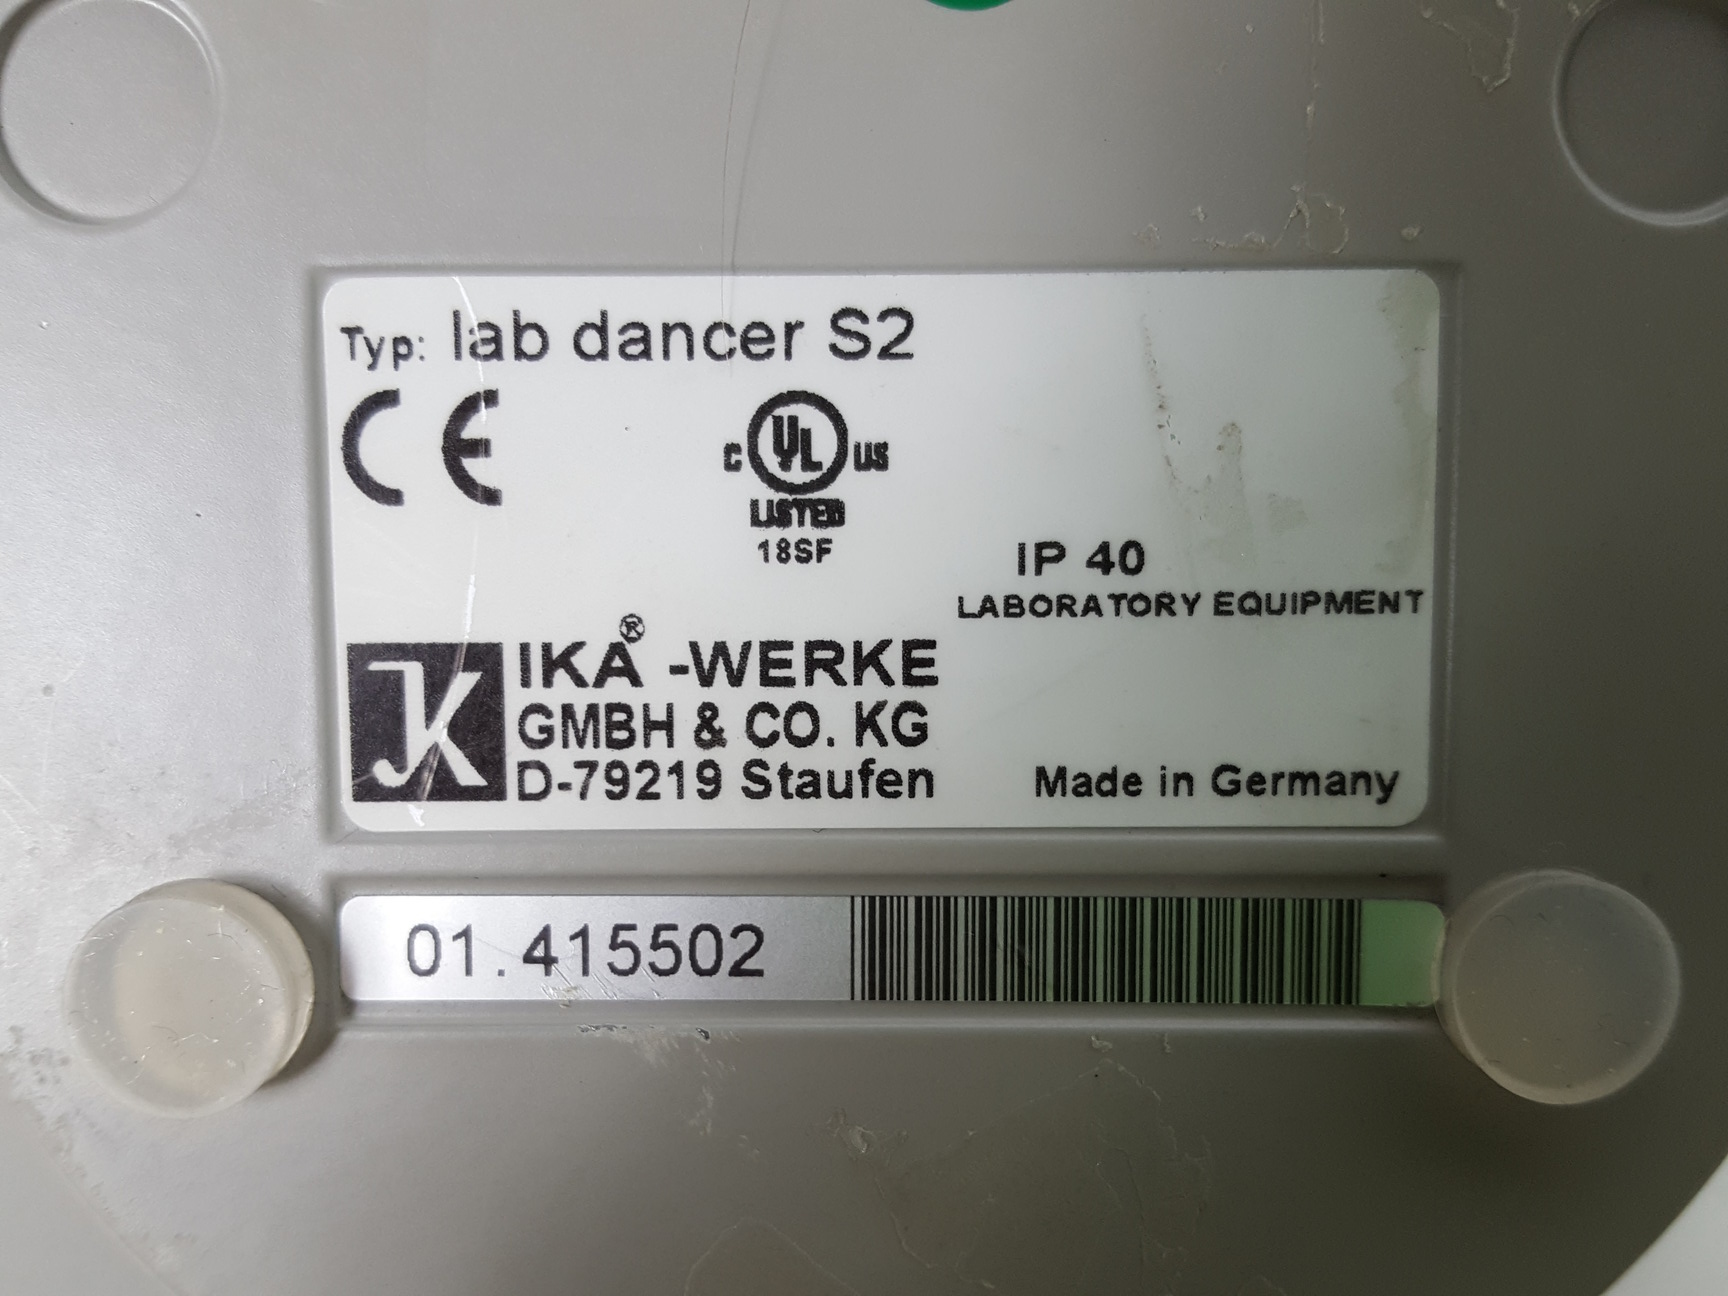 Typ: lab dancer S2
CE
C UL US
LISTED
18SF
IP 40
LABORATORY EQUIPMENT
IKA® -WERKE
GMBH & CO. KG
D-79219 Staufen
Made in Germany
01.415502